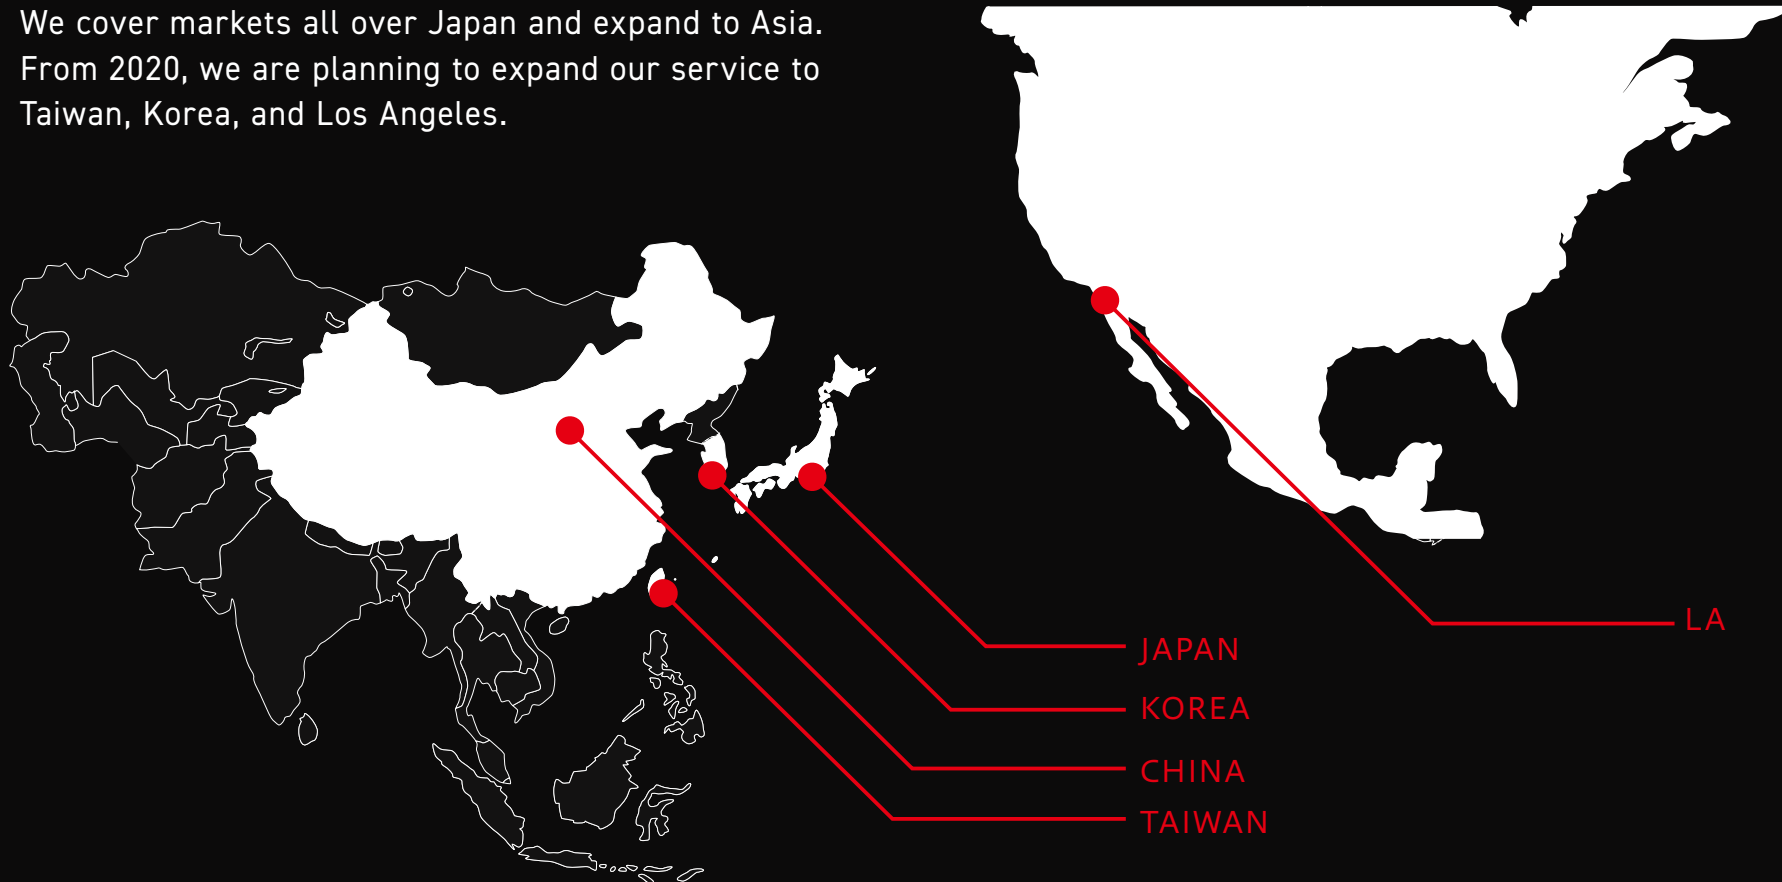 We cover markets all over Japan and expand to Asia.
From 2020, we are planning to expand our service to
Taiwan, Korea, and Los Angeles.
LA
JAPAN
KOREA
CHINA
TAIWAN